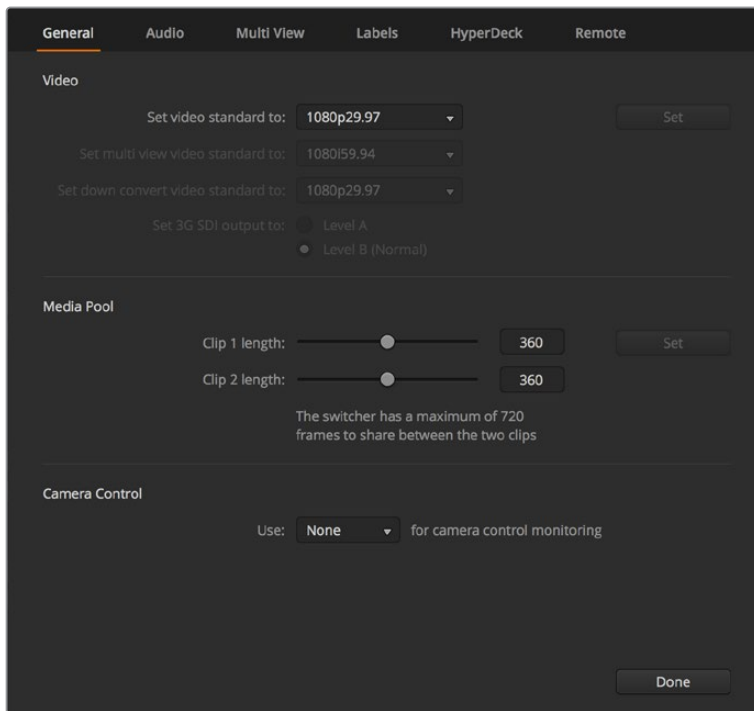 General Audio Multi View Labels HyperDeck Remote
Video
Set video standard to: 1080p29.97 Set
Set multi view video standard to: 1080i59.94
Set down convert video standard to: 1080p29.97
Set 3G SDI output to: Level A
Level B (Normal)
Media Pool
Clip 1 length: 360 Set
Clip 2 length: 360
The switcher has a maximum of 720
frames to share between the two clips
Camera Control
Use: None for camera control monitoring
Done